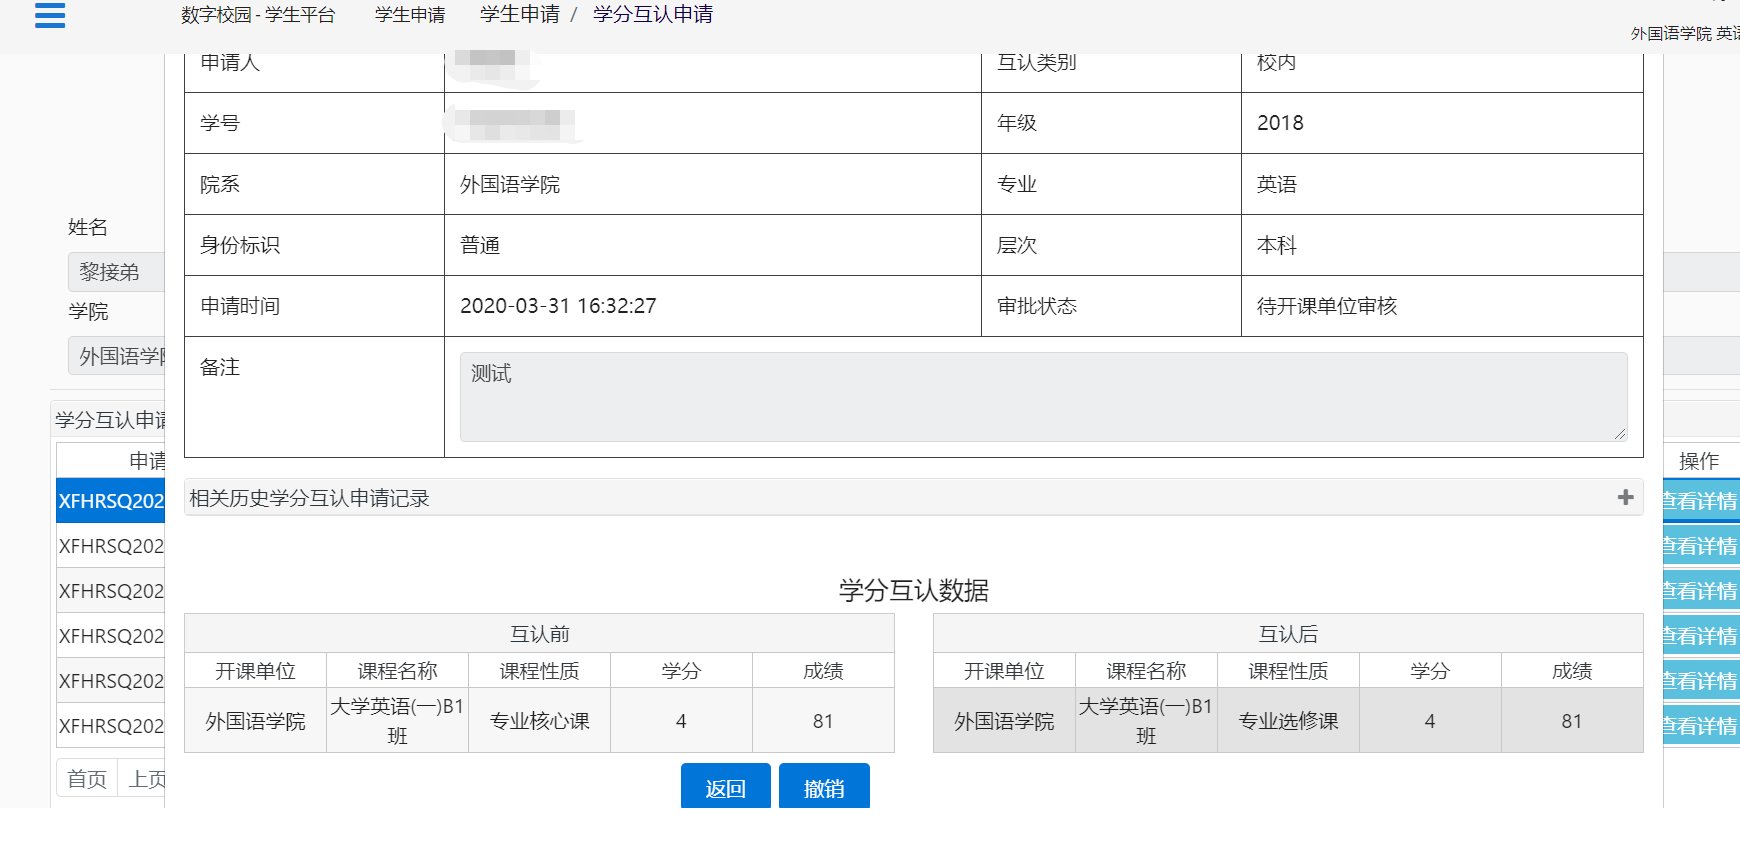 数字校园 - 学生平台 学生申请 学生申请 / 学分互认申请
外国语学院 英语
申请人 互认类别 校内
学号 年级 2018
院系 外国语学院 专业 英语
姓名
身份标识 普通 层次 本科
黎接弟
学院
申请时间 2020-03-31 16:32:27 审批状态 待开课单位审核
外国语学院
备注 测试
学分互认申请
申请 操作
相关历史学分互认申请记录
XFHRSQ202 查看详情
XFHRSQ202 查看详情
XFHRSQ202 查看详情
XFHRSQ202 查看详情
XFHRSQ202 查看详情
XFHRSQ202 查看详情
学分互认数据
互认前 互认后
开课单位 课程名称 课程性质 学分 成绩 开课单位 课程名称 课程性质 学分 成绩
外国语学院 大学英语(一)B1班 专业核心课 4 81 外国语学院 大学英语(一)B1班 专业选修课 4 81
首页 上页 返回 撤销